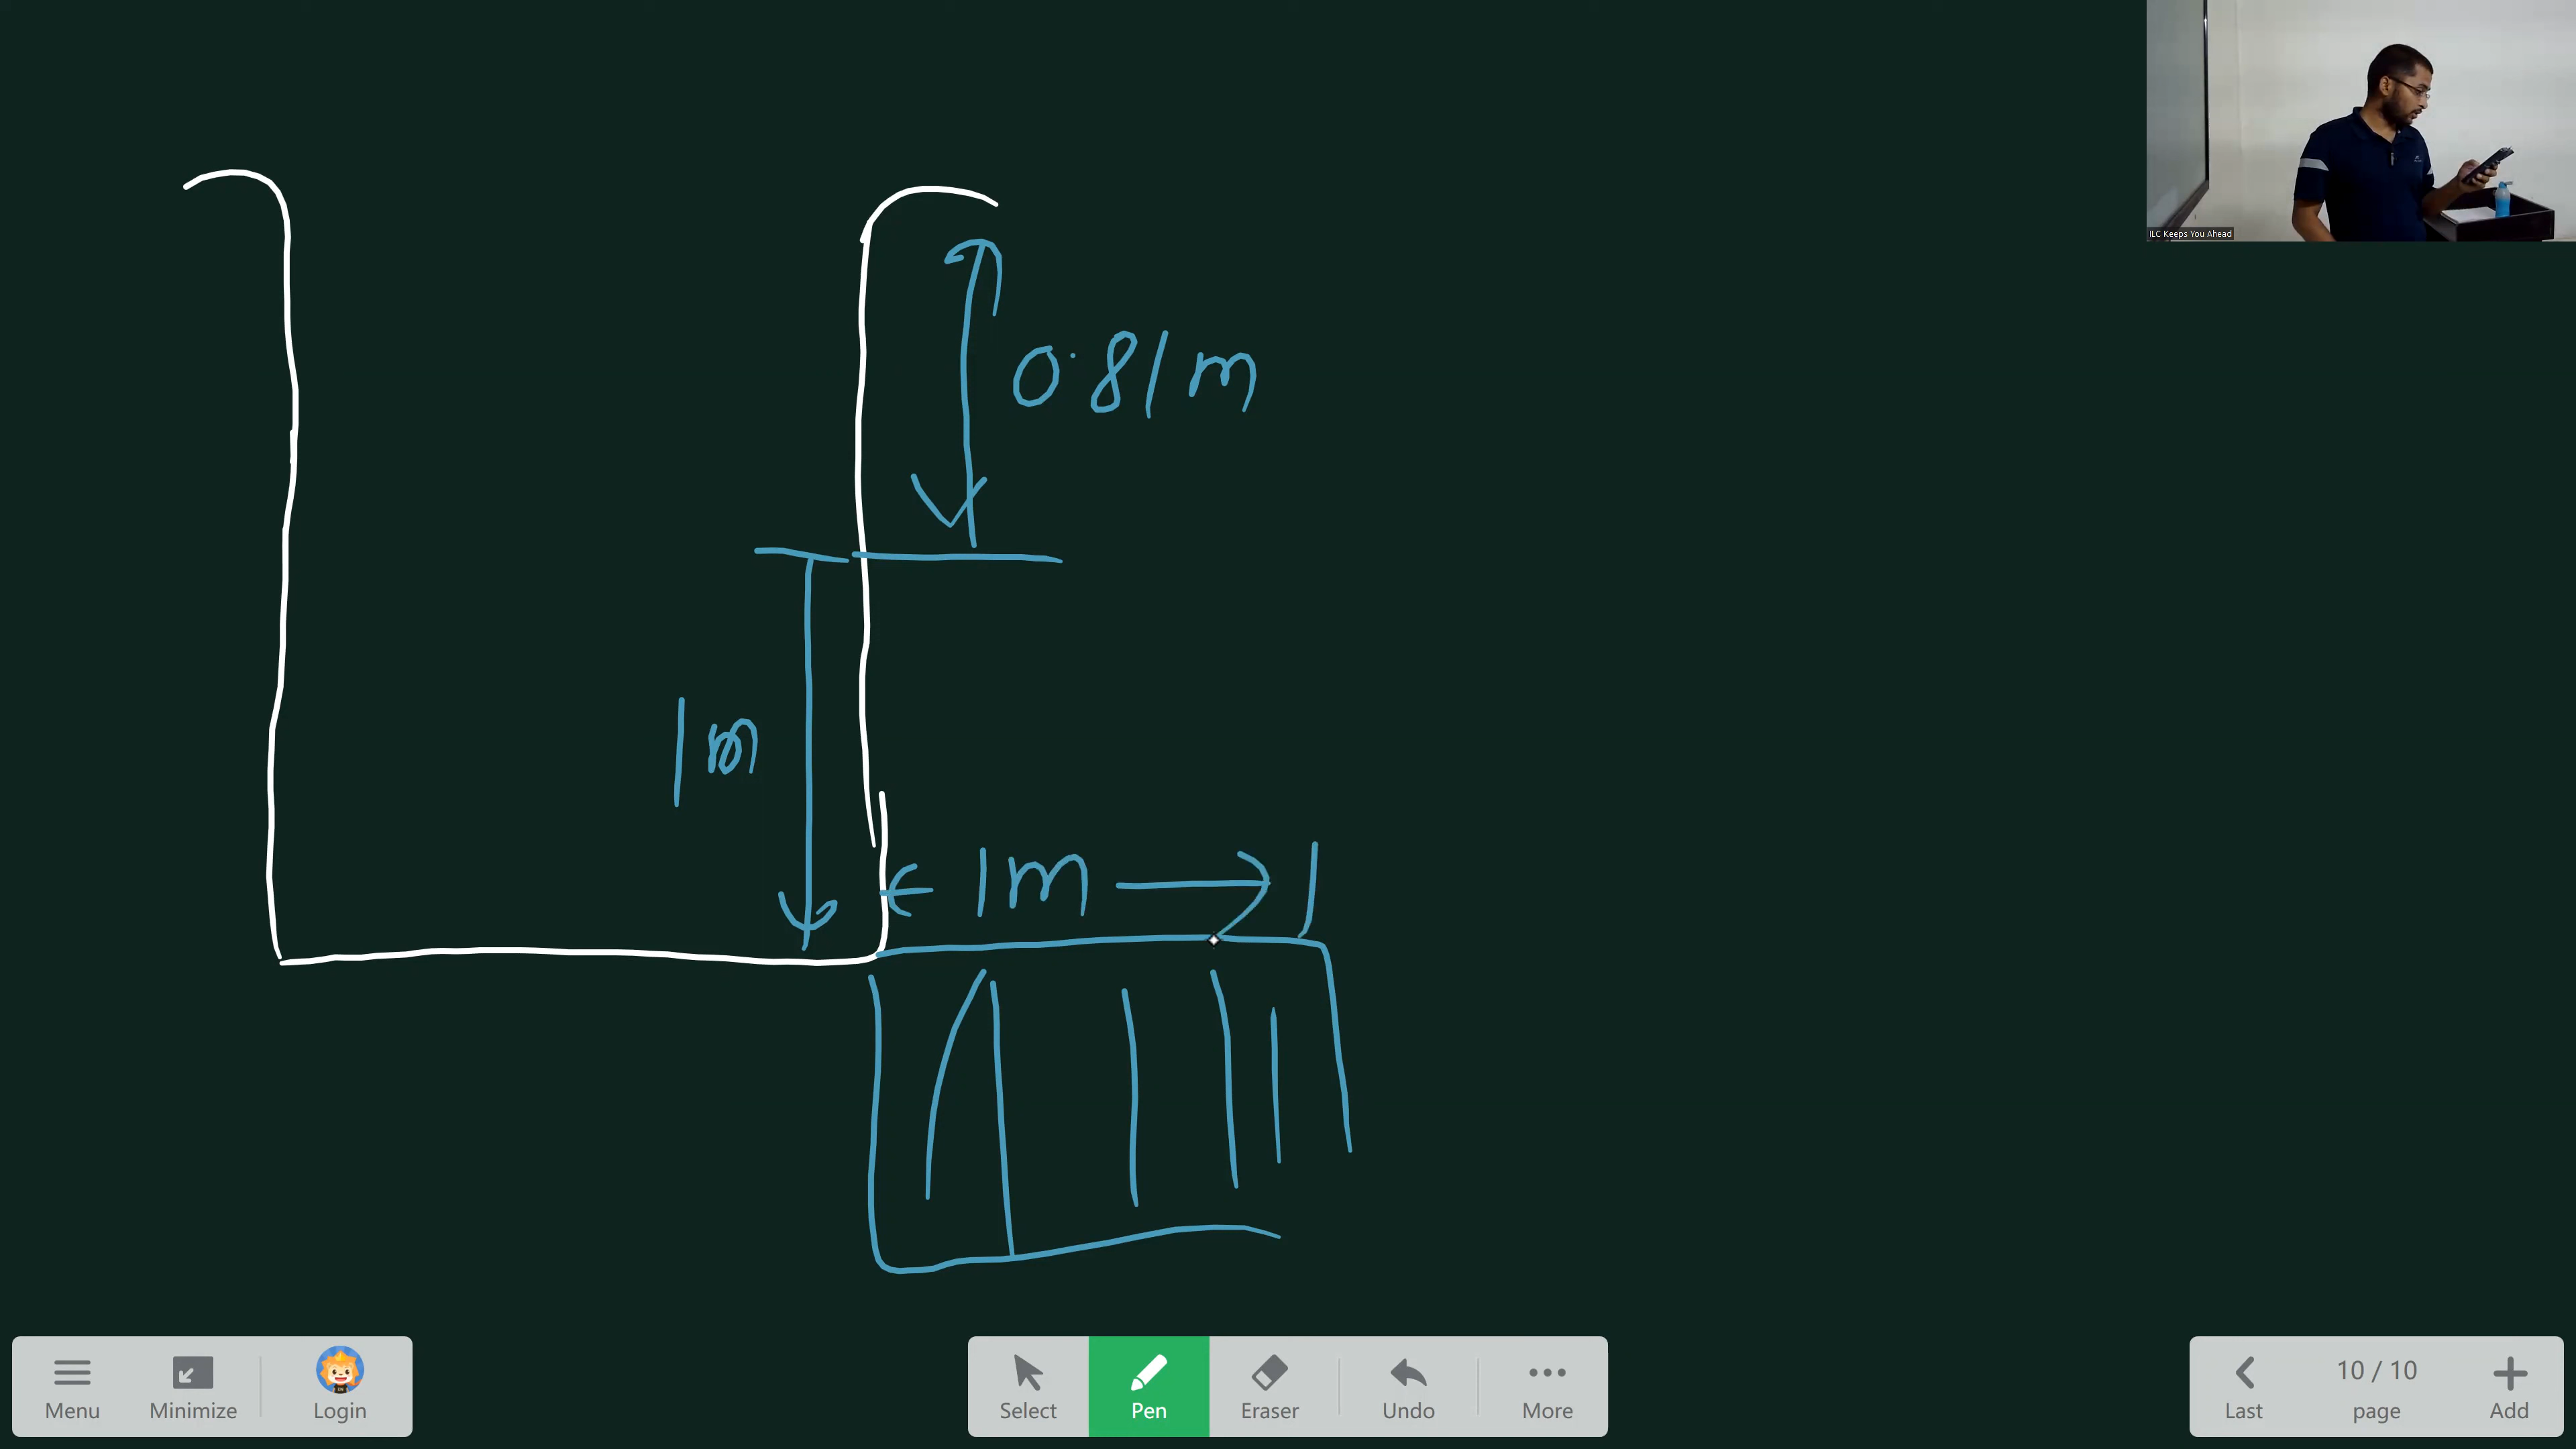 ILC Keeps You Ahead
0.81m
1m
1m
Menu
Minimize
Login
Select
Pen
Eraser
Undo
More
Last
10 / 10
page
Add